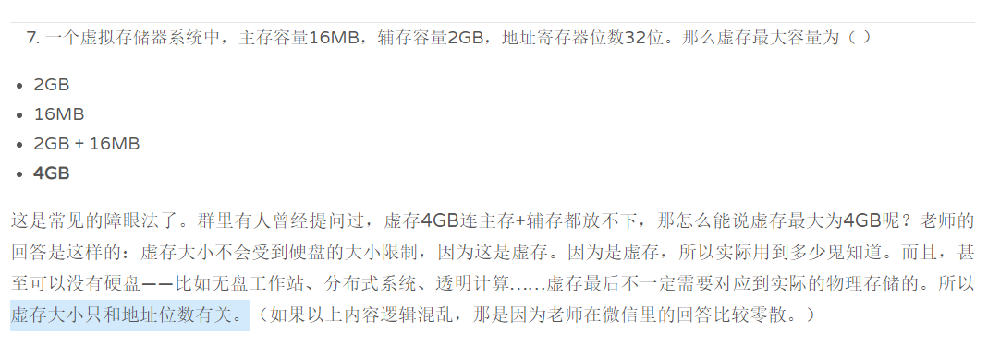 7. 一个虚拟存储器系统中，主存容量16MB，辅存容量2GB，地址寄存器位数32位。那么虚存最大容量为（ ）
• 2GB
• 16MB
• 2GB + 16MB
• 4GB
这是常见的障眼法了。群里有人曾经提问过，虚存4GB连主存+辅存都放不下，那怎么能说虚存最大为4GB呢？老师的
回答是这样的：虚存大小不会受到硬盘的大小限制，因为这是虚存。因为是虚存，所以实际用到多少鬼知道。而且，甚
至可以没有硬盘——比如无盘工作站、分布式系统、透明计算……虚存最后不一定需要对应到实际的物理存储的。所以
虚存大小只和地址位数有关。（如果以上内容逻辑混乱，那是因为老师在微信里的回答比较零散。）